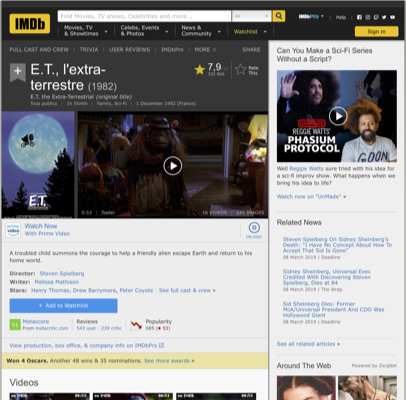 IMDb
Find Movies, TV shows, Celebrities and more...
All
IMDbPro
Help
Movies, TV & Showtimes
Celebs, Events & Photos
News & Community
Watchlist
Sign in
FULL CAST AND CREW | TRIVIA | USER REVIEWS | IMDbPro | MORE
SHARE
E.T., l'extra-
terrestre (1982)
E.T. the Extra-Terrestrial (original title)
Tous publics | 1h 55min | Family, Sci-Fi | 1 December 1982 (France)
7,9
Rate
This
E.T.
0:53 | Trailer
Watch Now
With Prime Video
prime video
ON DISC
A troubled child summons the courage to help a friendly alien escape Earth and return to his
home world.
Director: Steven Spielberg
Writer: Melissa Mathison
Stars: Henry Thomas, Drew Barrymore, Peter Coyote | See full cast & crew »
+ Add to Watchlist
Metascore
From metacritic.com
Reviews
543 user | 239 critic
Popularity
View production, box office, & company info on IMDbPro
Won 4 Oscars. Another 48 wins & 35 nominations. See more awards »
Videos
Can You Make a Sci-Fi Series
Without a Script?
REGGIE WATTS'
PHASIUM
PROTOCOL
Well Reggie Watts sure tried with his idea for
a sci-fi improv show. What happens when we
bring his idea to life?
Watch now on "UnMade" »
Related News
Steven Spielberg On Sidney Sheinberg's
Death: "I Have No Concept About How To
Accept That Sid Is Gone"
08 March 2019 | Deadline
Sidney Sheinberg, Universal Exec
Credited With Discovering Steven
Spielberg, Dies at 84
08 March 2019 | The Wrap
Sid Sheinberg Dies: Former
McA/Universal President And CDO Was
Hollywood Giant
08 March 2019 | Deadline
See all related articles »
Around The Web
Powered by ZergNet